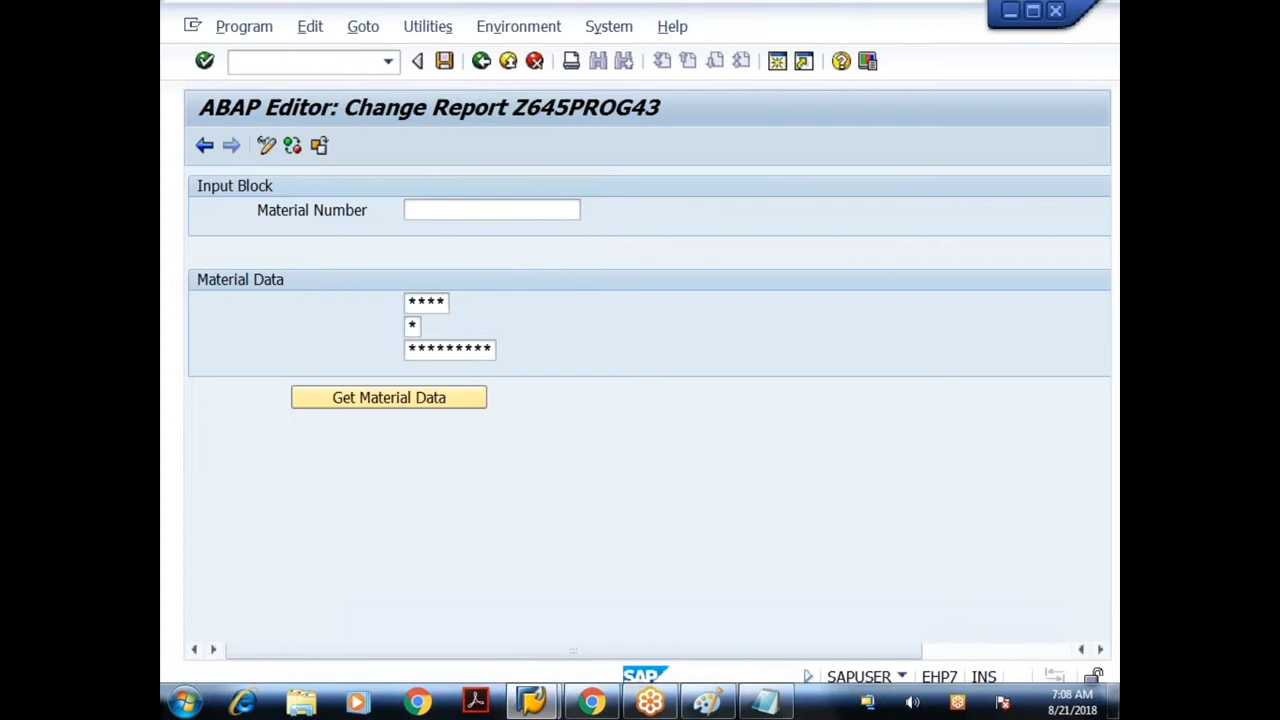 Program Edit Goto Utilities Environment System Help
ABAP Editor: Change Report Z645PROG43
Input Block
Material Number
Material Data
****
*
*********
Get Material Data
SAP
SAPUSER EHP7 INS
7:08 AM
8/21/2018